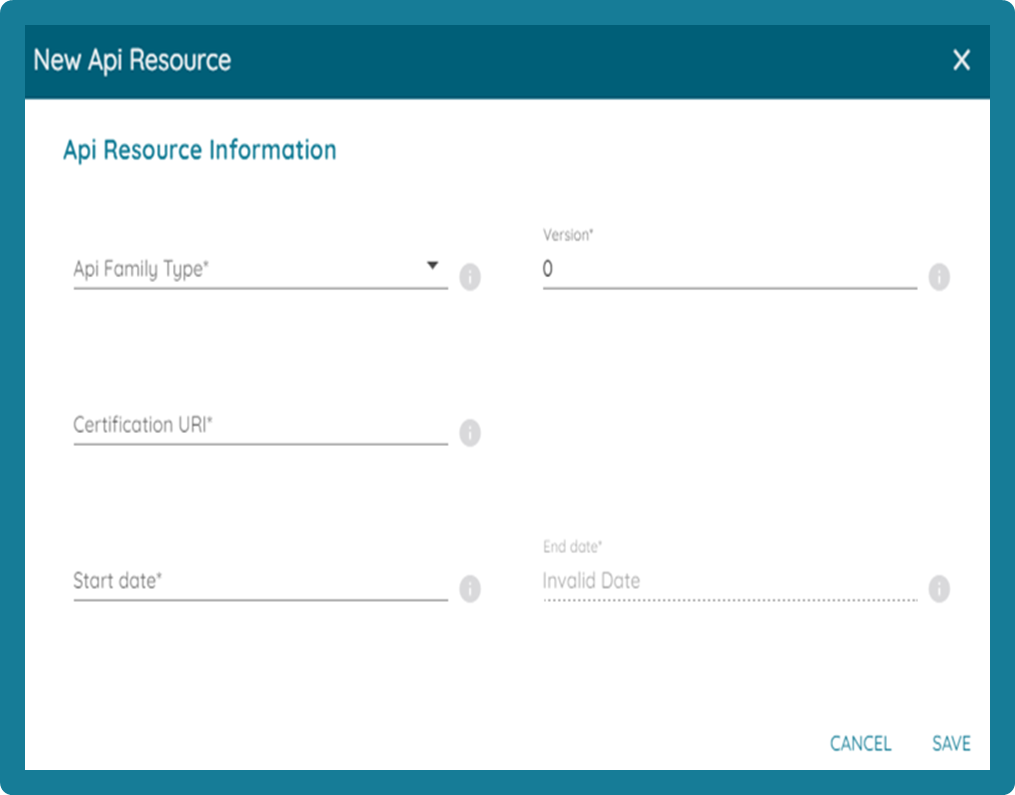 New Api Resource X
Api Resource Information
Version*
Api Family Type*
0
Certification URI*
End date*
Start date*
Invalid Date
CANCEL SAVE